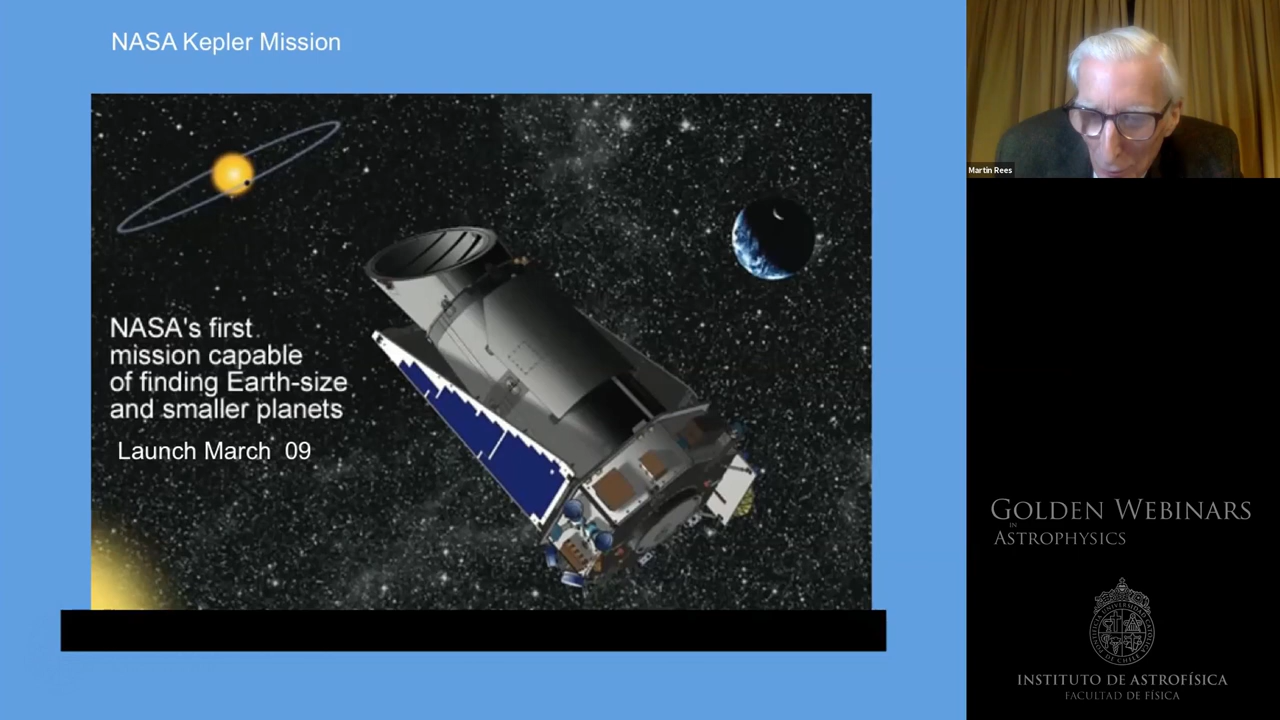 NASA Kepler Mission
NASA's first
mission capable
of finding Earth-size
and smaller planets
Launch March 09
Martin Rees
GOLDEN WEBINARS
IN
ASTROPHYSICS
INSTITUTO DE ASTROFÍSICA
FACULTAD DE FÍSICA